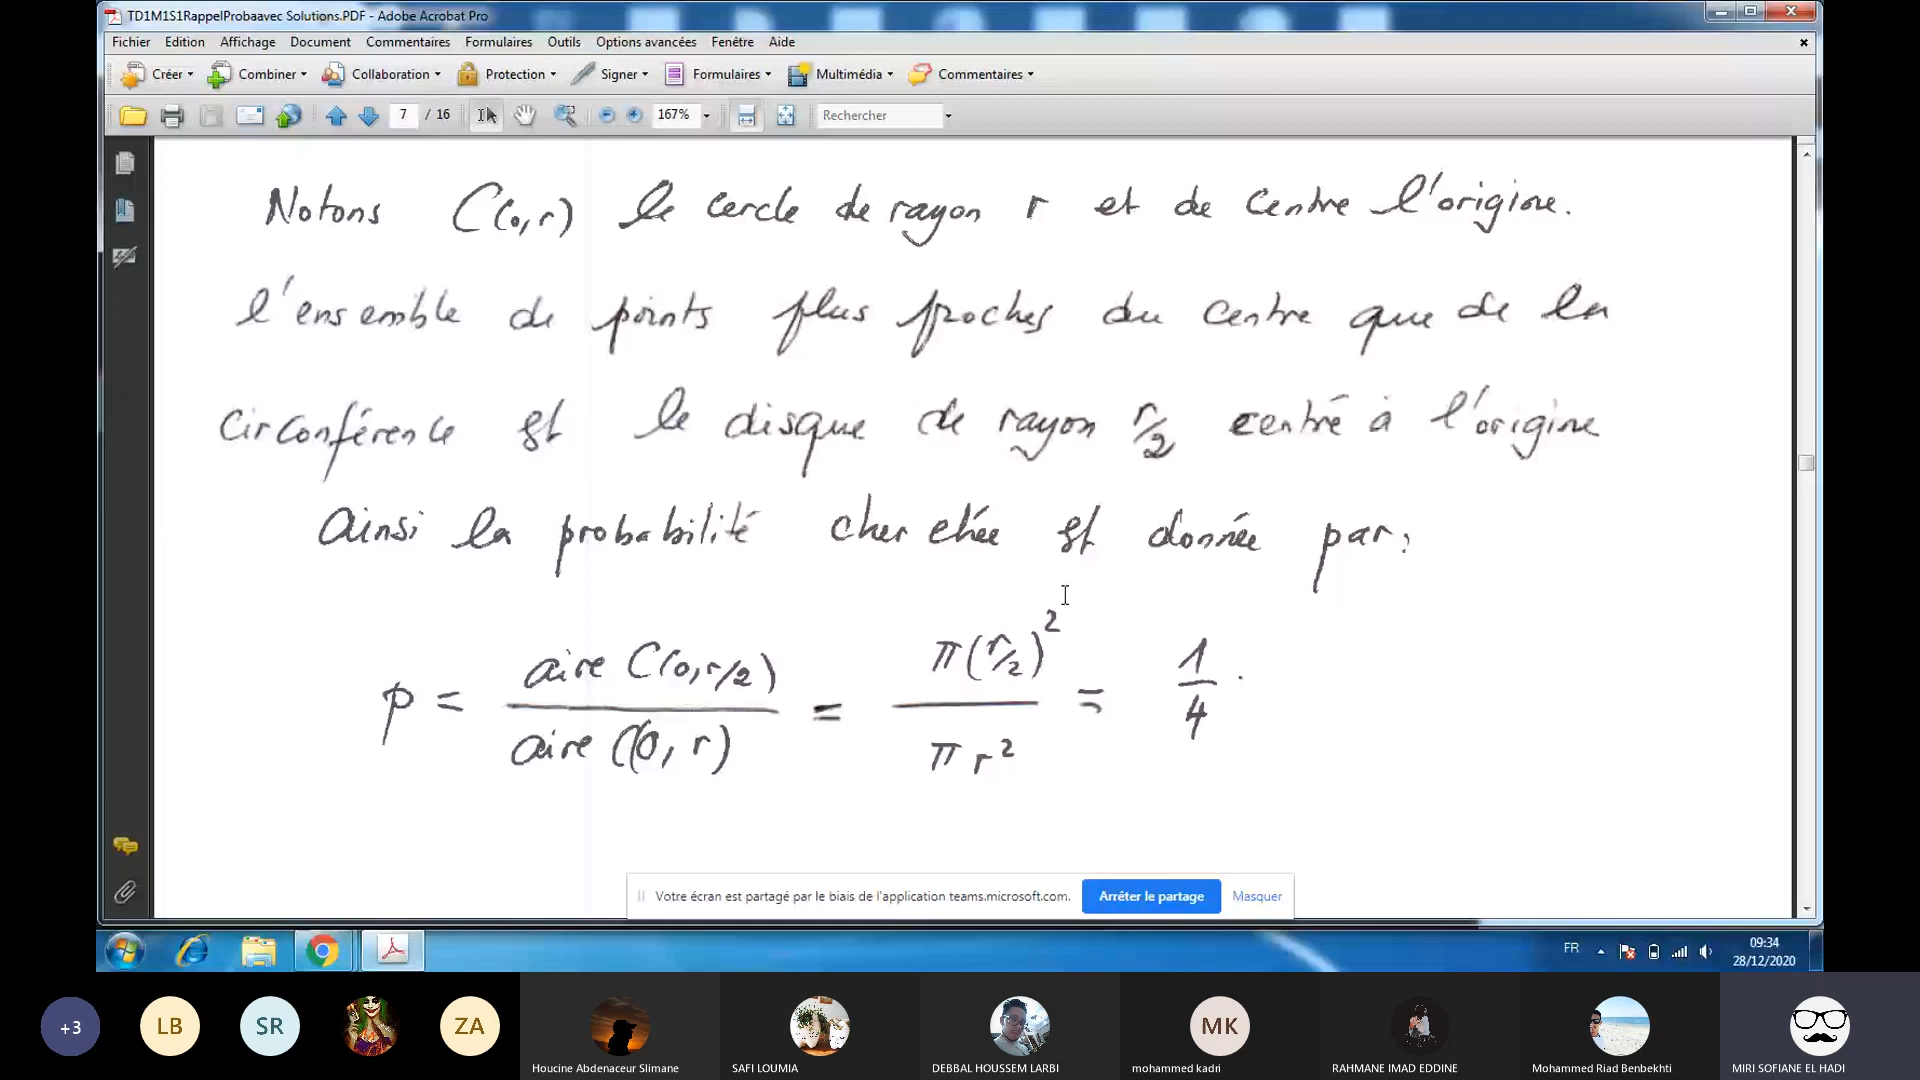 TD1M1S1RappelProbaavec Solutions.PDF - Adobe Acrobat Pro
Fichier Edition Affichage Document Commentaires Formulaires Outils Options avancées Fenêtre Aide
Créer Combiner Collaboration Protection Signer Formulaires Multimédia Commentaires
7 / 16 167% Rechercher
Notons C(0,r) le cercle de rayon r et de centre l'origine.
l'ensemble de points plus proches du centre que de la
circonférence est le disque de rayon r/2 centré à l'origine
Ainsi la probabilité cherchée est donnée par:
p = aire C(0,r/2) / aire C(0,r) = π(r/2)² / πr² = 1/4.
Votre écran est partagé par le biais de l'application teams.microsoft.com. Arrêter le partage Masquer
FR 09:34
28/12/2020
+3 LB SR ZA MK
Houcine Abdenaceur Slimane SAFI LOUMIA DEBBAL HOUSSEM LARBI mohammed kadri RAHMANE IMAD EDDINE Mohammed Riad Benbekhti MIRI SOFIANE EL HADI